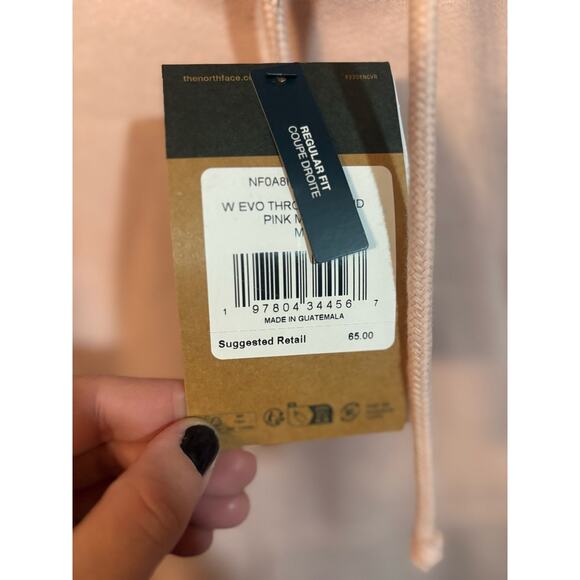 thenorthface.c
F22GENCVR
REGULAR FIT
COUPE DROITE
NF0A8
W EVO THRO D
PINK M
M
1 97804 34456 7
MADE IN GUATEMALA
Suggested Retail 65.00